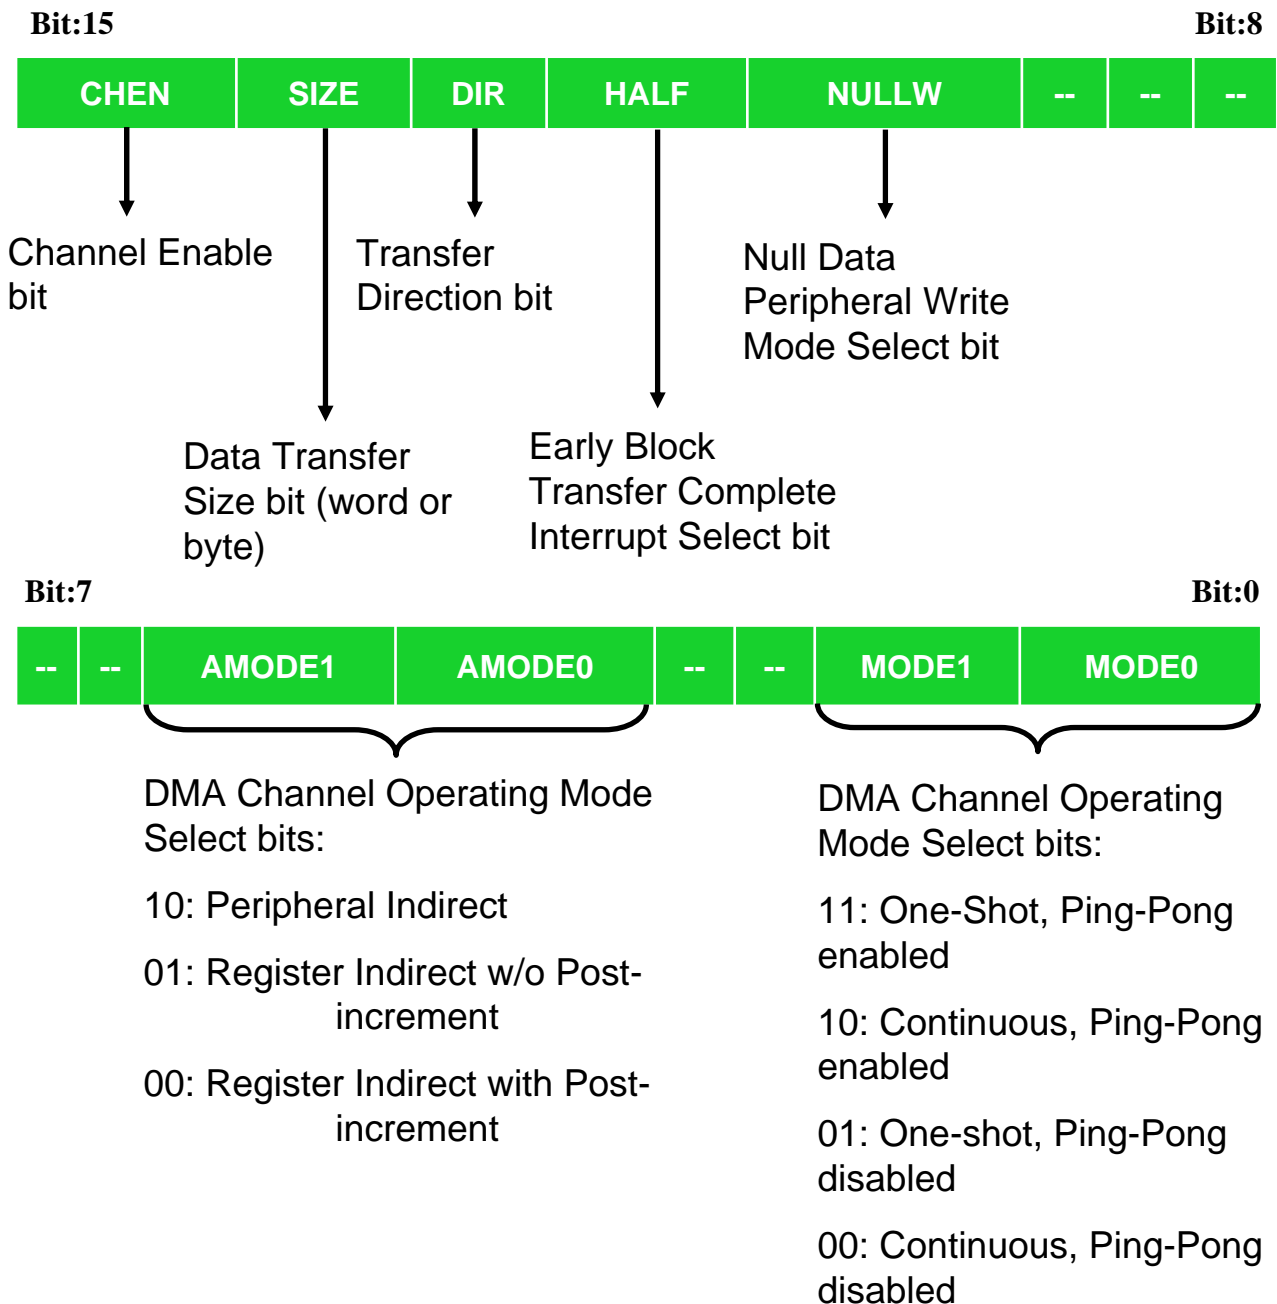 Bit:15 Bit:8
CHEN SIZE DIR HALF NULLW -- -- --
Channel Enable
bit
Transfer
Direction bit
Null Data
Peripheral Write
Mode Select bit
Data Transfer
Size bit (word or
byte)
Early Block
Transfer Complete
Interrupt Select bit
Bit:7 Bit:0
-- -- AMODE1 AMODE0 -- -- MODE1 MODE0
DMA Channel Operating Mode
Select bits:
10: Peripheral Indirect
01: Register Indirect w/o Post-
increment
00: Register Indirect with Post-
increment
DMA Channel Operating
Mode Select bits:
11: One-Shot, Ping-Pong
enabled
10: Continuous, Ping-Pong
enabled
01: One-shot, Ping-Pong
disabled
00: Continuous, Ping-Pong
disabled